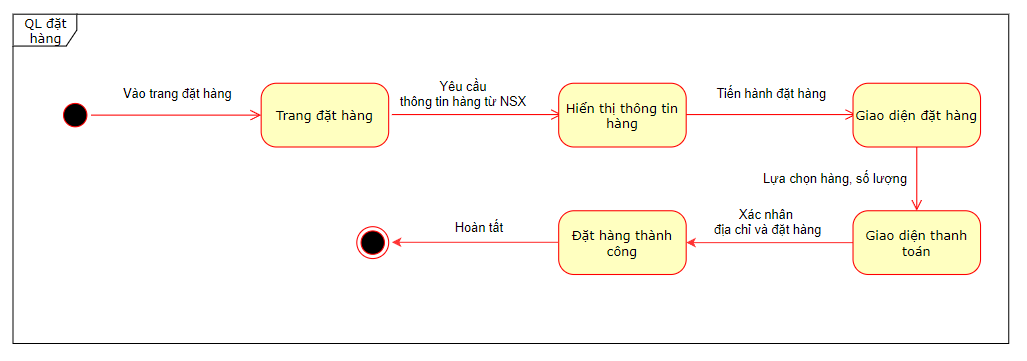 QL đặt
hàng
Vào trang đặt hàng
Trang đặt hàng
Yêu cầu
thông tin hàng từ NSX
Hiển thị thông tin
hàng
Tiến hành đặt hàng
Giao diện đặt hàng
Lựa chọn hàng, số lượng
Giao diện thanh
toán
Xác nhân
địa chỉ và đặt hàng
Đặt hàng thành
công
Hoàn tất